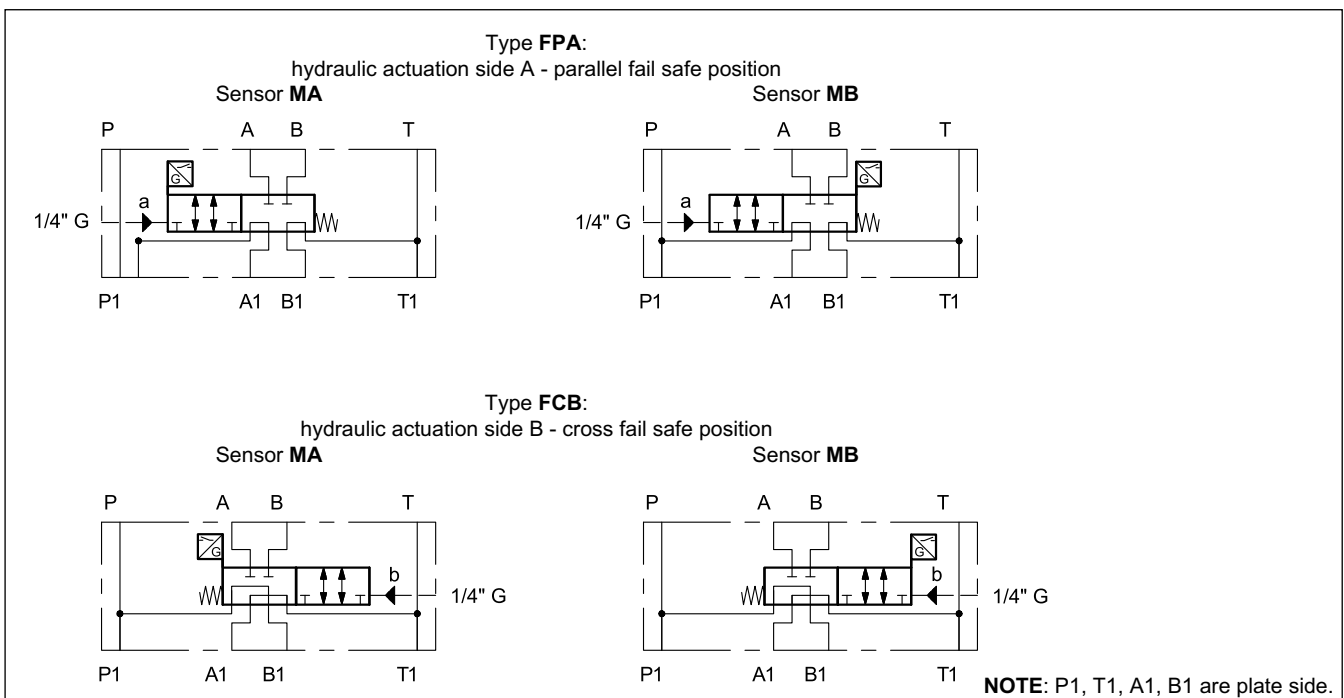 Type FPA:
hydraulic actuation side A - parallel fail safe position
Sensor MA
Sensor MB
P A B T
P A B T
G
G
a
a
1/4" G
1/4" G
P1 A1 B1 T1
P1 A1 B1 T1
Type FCB:
hydraulic actuation side B - cross fail safe position
Sensor MA
Sensor MB
P A B T
P A B T
G
G
b
b
1/4" G
1/4" G
P1 A1 B1 T1
P1 A1 B1 T1
NOTE: P1, T1, A1, B1 are plate side.